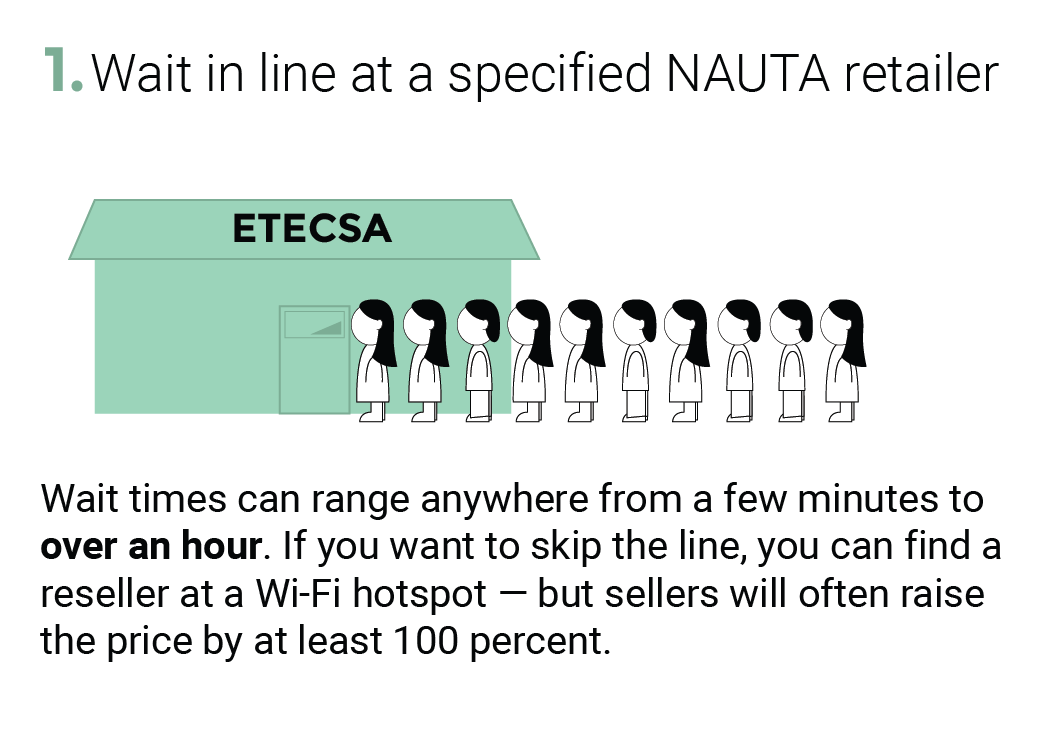 1. Wait in line at a specified NAUTA retailer
ETECSA
Wait times can range anywhere from a few minutes to
over an hour. If you want to skip the line, you can find a
reseller at a Wi-Fi hotspot — but sellers will often raise
the price by at least 100 percent.